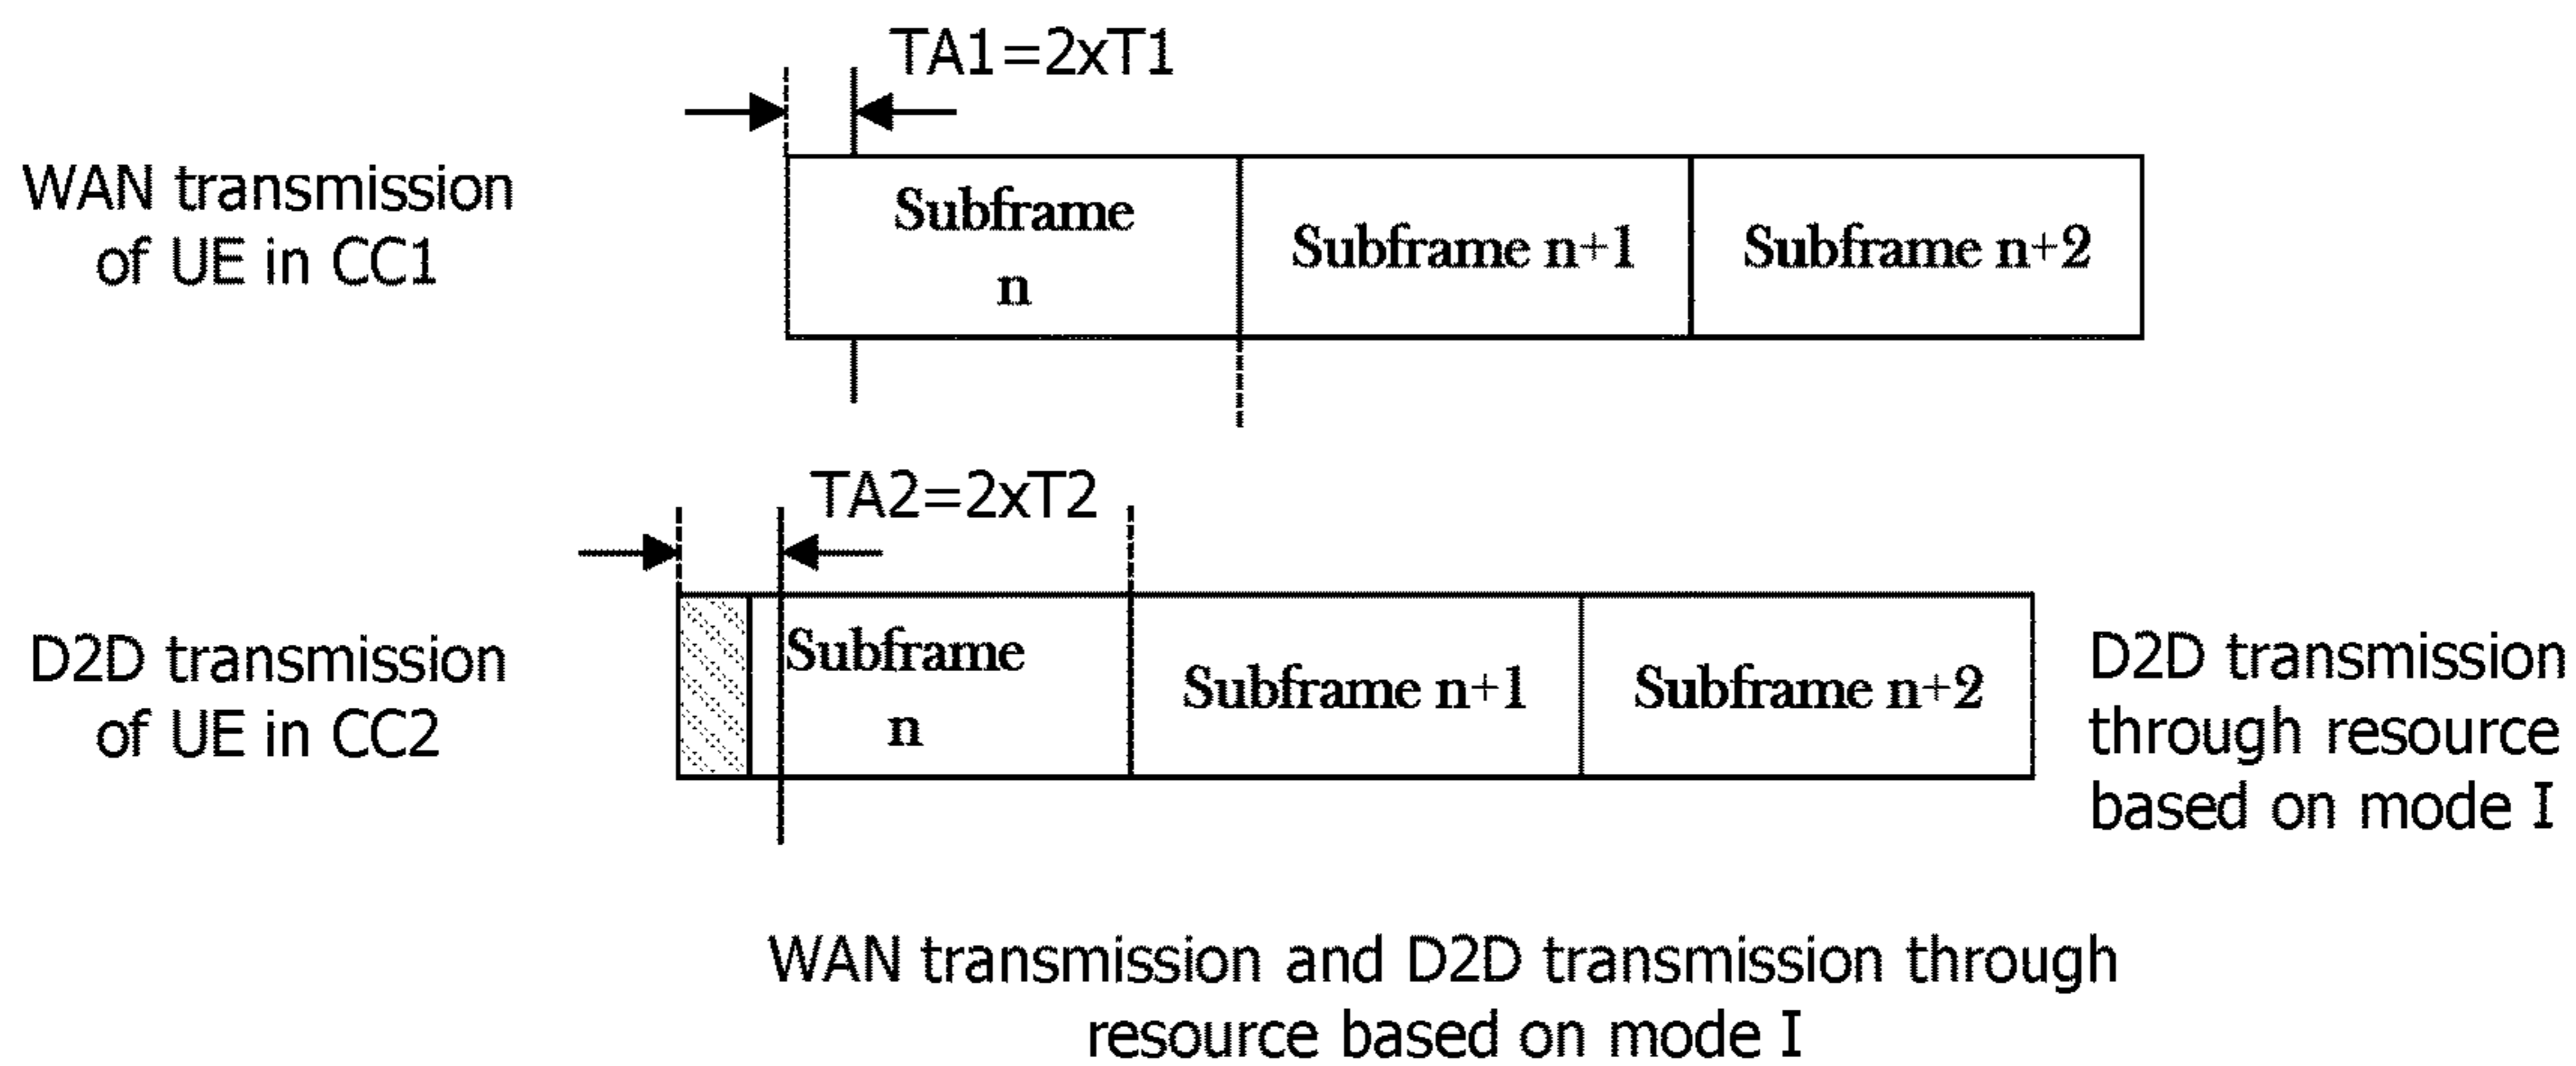 TA1=2xT1
WAN transmission
of UE in CC1
Subframe
n
Subframe n+1
Subframe n+2
TA2=2xT2
D2D transmission
of UE in CC2
Subframe
n
Subframe n+1
Subframe n+2
D2D transmission
through resource
based on mode I
WAN transmission and D2D transmission through
resource based on mode I